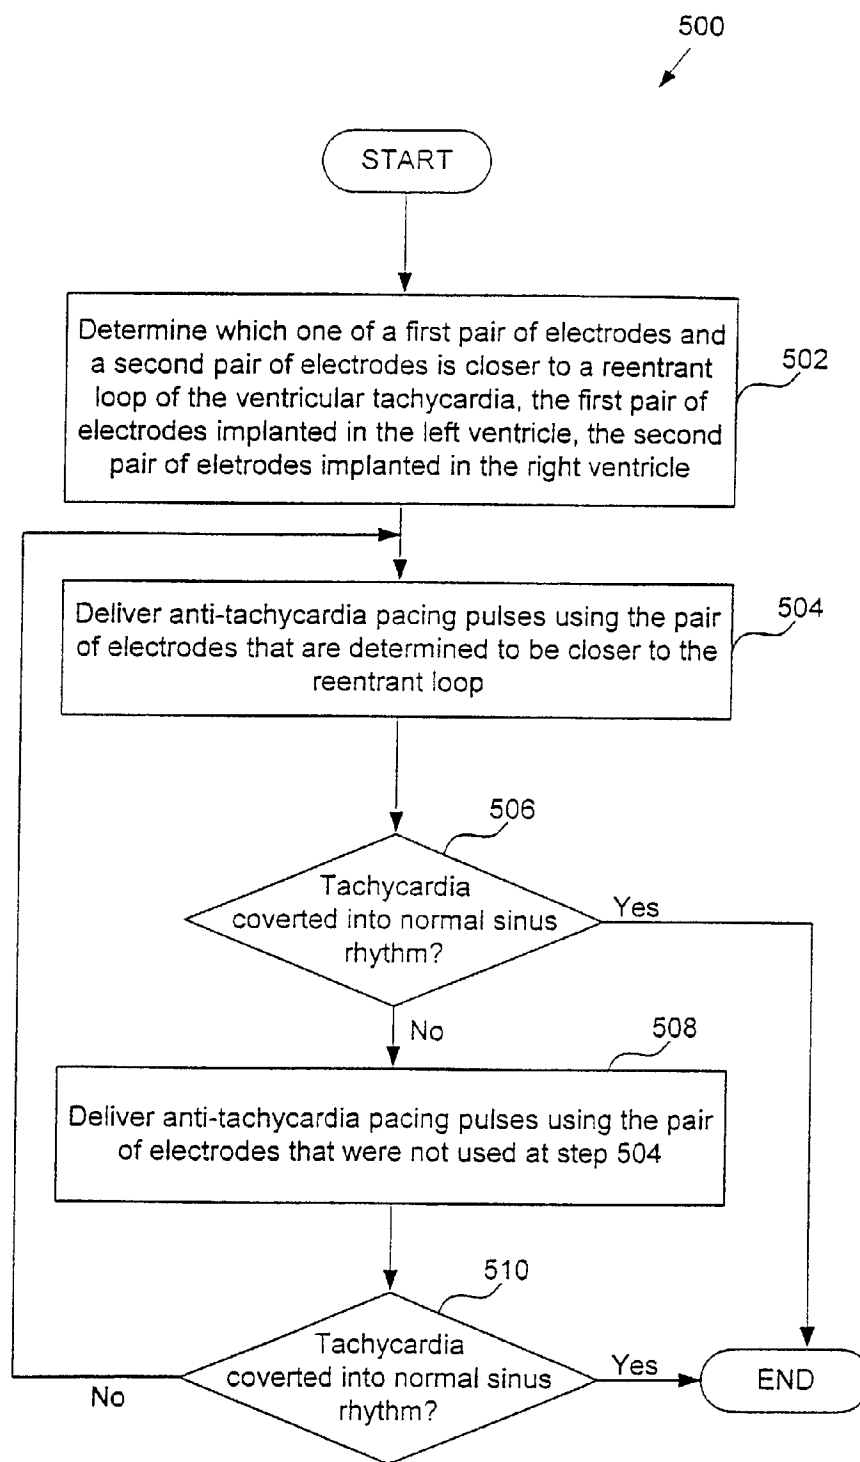 500
START
Determine which one of a first pair of electrodes and
a second pair of electrodes is closer to a reentrant
loop of the ventricular tachycardia, the first pair of
electrodes implanted in the left ventricle, the second
pair of eletrodes implanted in the right ventricle
502
Deliver anti-tachycardia pacing pulses using the pair
of electrodes that are determined to be closer to the
reentrant loop
504
506
Tachycardia
coverted into normal sinus
rhythm?
Yes
No
508
Deliver anti-tachycardia pacing pulses using the pair
of electrodes that were not used at step 504
510
Tachycardia
coverted into normal sinus
rhythm?
Yes
No
END